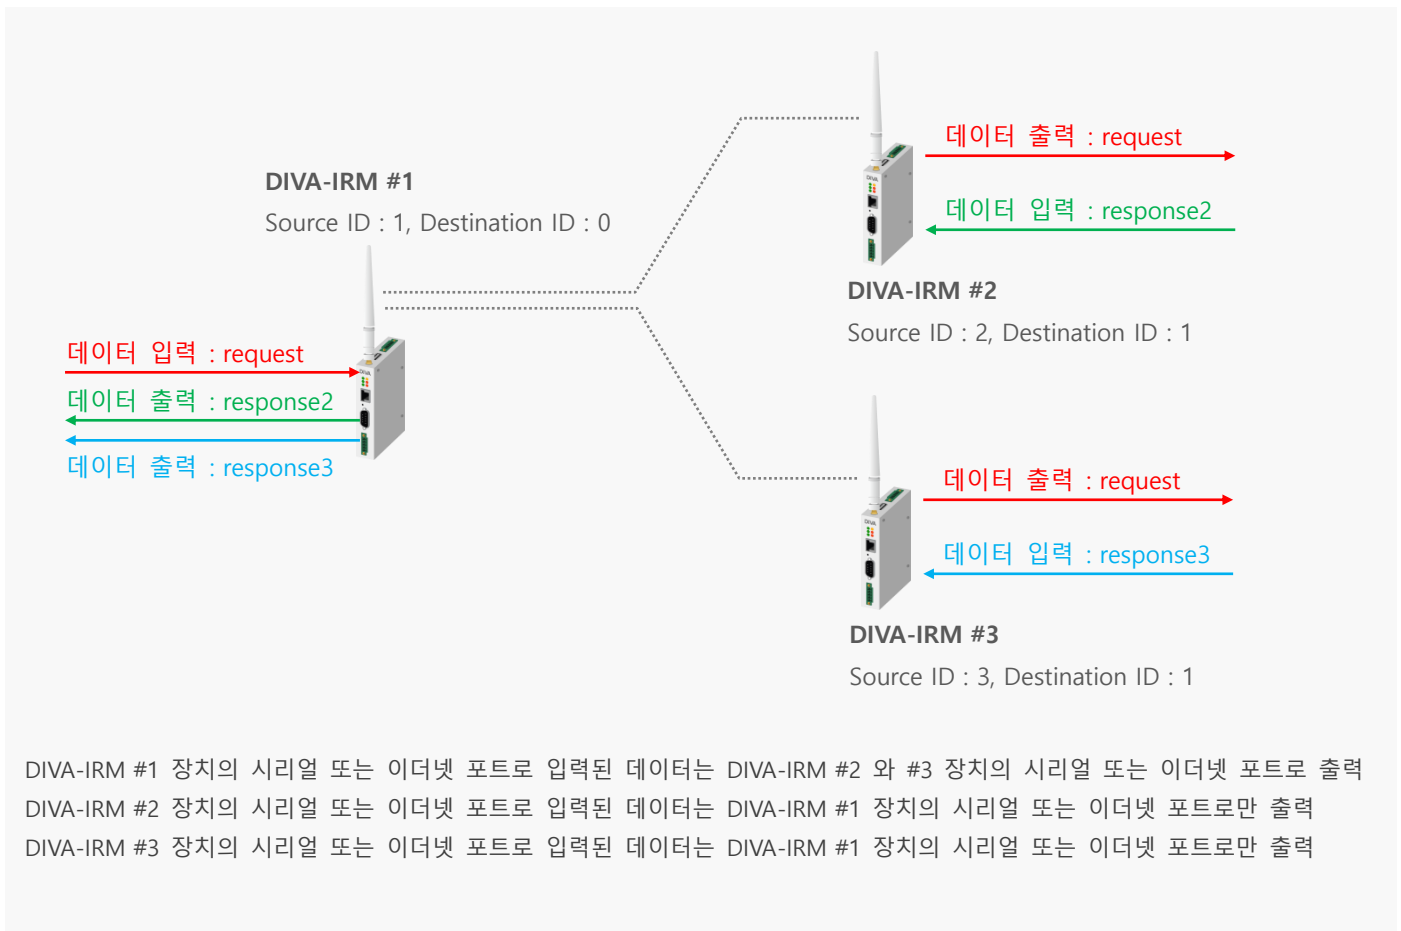 DIVA-IRM #1
Source ID : 1, Destination ID : 0
데이터 입력 : request
데이터 출력 : response2
데이터 출력 : response3
DIVA
데이터 출력 : request
데이터 입력 : response2
DIVA
DIVA-IRM #2
Source ID : 2, Destination ID : 1
데이터 출력 : request
데이터 입력 : response3
DIVA
DIVA-IRM #3
Source ID : 3, Destination ID : 1
DIVA-IRM #1 장치의 시리얼 또는 이더넷 포트로 입력된 데이터는 DIVA-IRM #2 와 #3 장치의 시리얼 또는 이더넷 포트로 출력
DIVA-IRM #2 장치의 시리얼 또는 이더넷 포트로 입력된 데이터는 DIVA-IRM #1 장치의 시리얼 또는 이더넷 포트로만 출력
DIVA-IRM #3 장치의 시리얼 또는 이더넷 포트로 입력된 데이터는 DIVA-IRM #1 장치의 시리얼 또는 이더넷 포트로만 출력